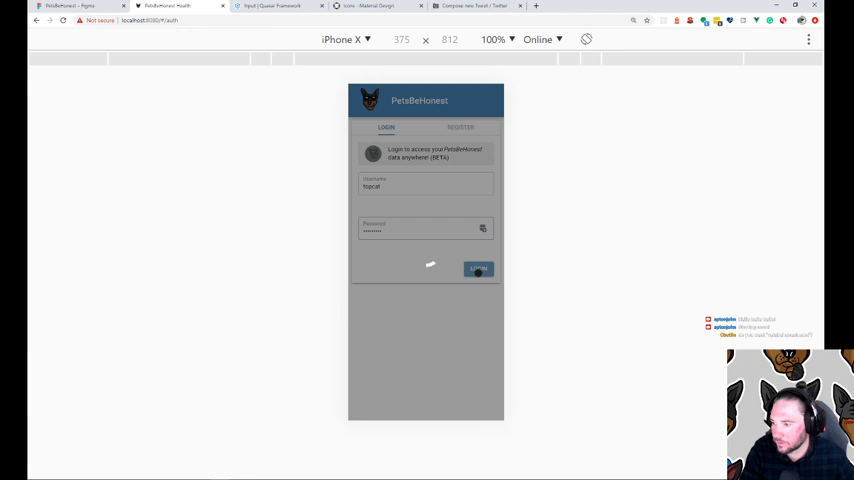 PetsBeHonest – Figma
PetsBeHonest Health
Input | Quasar Framework
Icons - Material Design
Compose new Tweet / Twitter
Not secure
localhost:8080/#/auth
iPhone X
375
×
812
100%
Online
PetsBeHonest
LOGIN
REGISTER
Login to access your PetsBeHonest
data anywhere! (BETA)
Username
topcat
Password
LOGIN